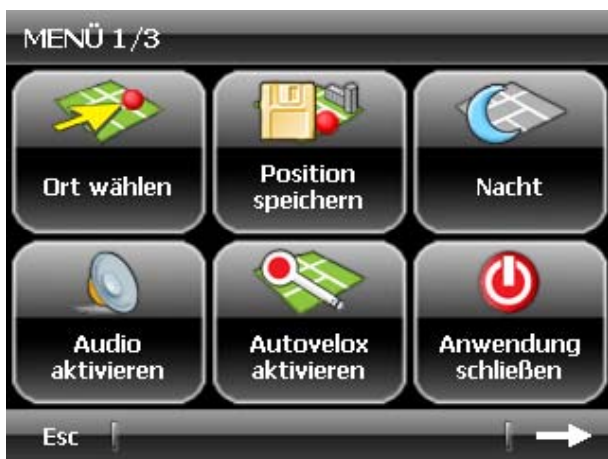 MENÜ 1/3
Ort wählen
Position
speichern
Nacht
Audio
aktivieren
Autovelox
aktivieren
Anwendung
schließen
Esc